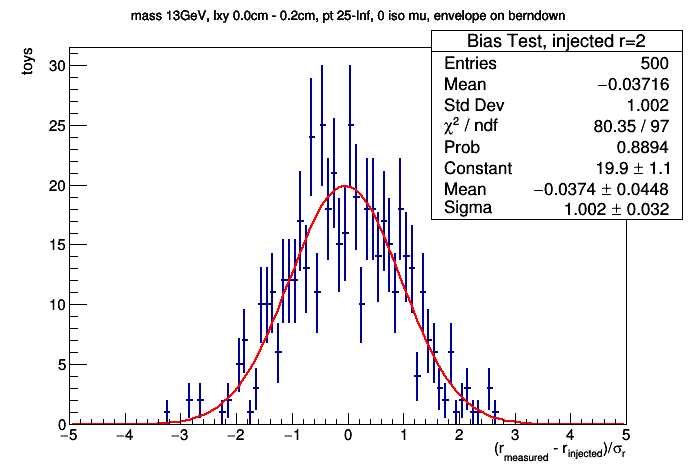 mass 13GeV, lxy 0.0cm - 0.2cm, pt 25-Inf, 0 iso mu, envelope on berndown
toys
Bias Test, injected r=2
Entries 500
Mean −0.03716
Std Dev 1.002
χ² / ndf 80.35 / 97
Prob 0.8894
Constant 19.9 ± 1.1
Mean −0.0374 ± 0.0448
Sigma 1.002 ± 0.032
30
25
20
15
10
5
0
−5 −4 −3 −2 −1 0 1 2 3 4 5
(r_measured - r_injected)/σ_r